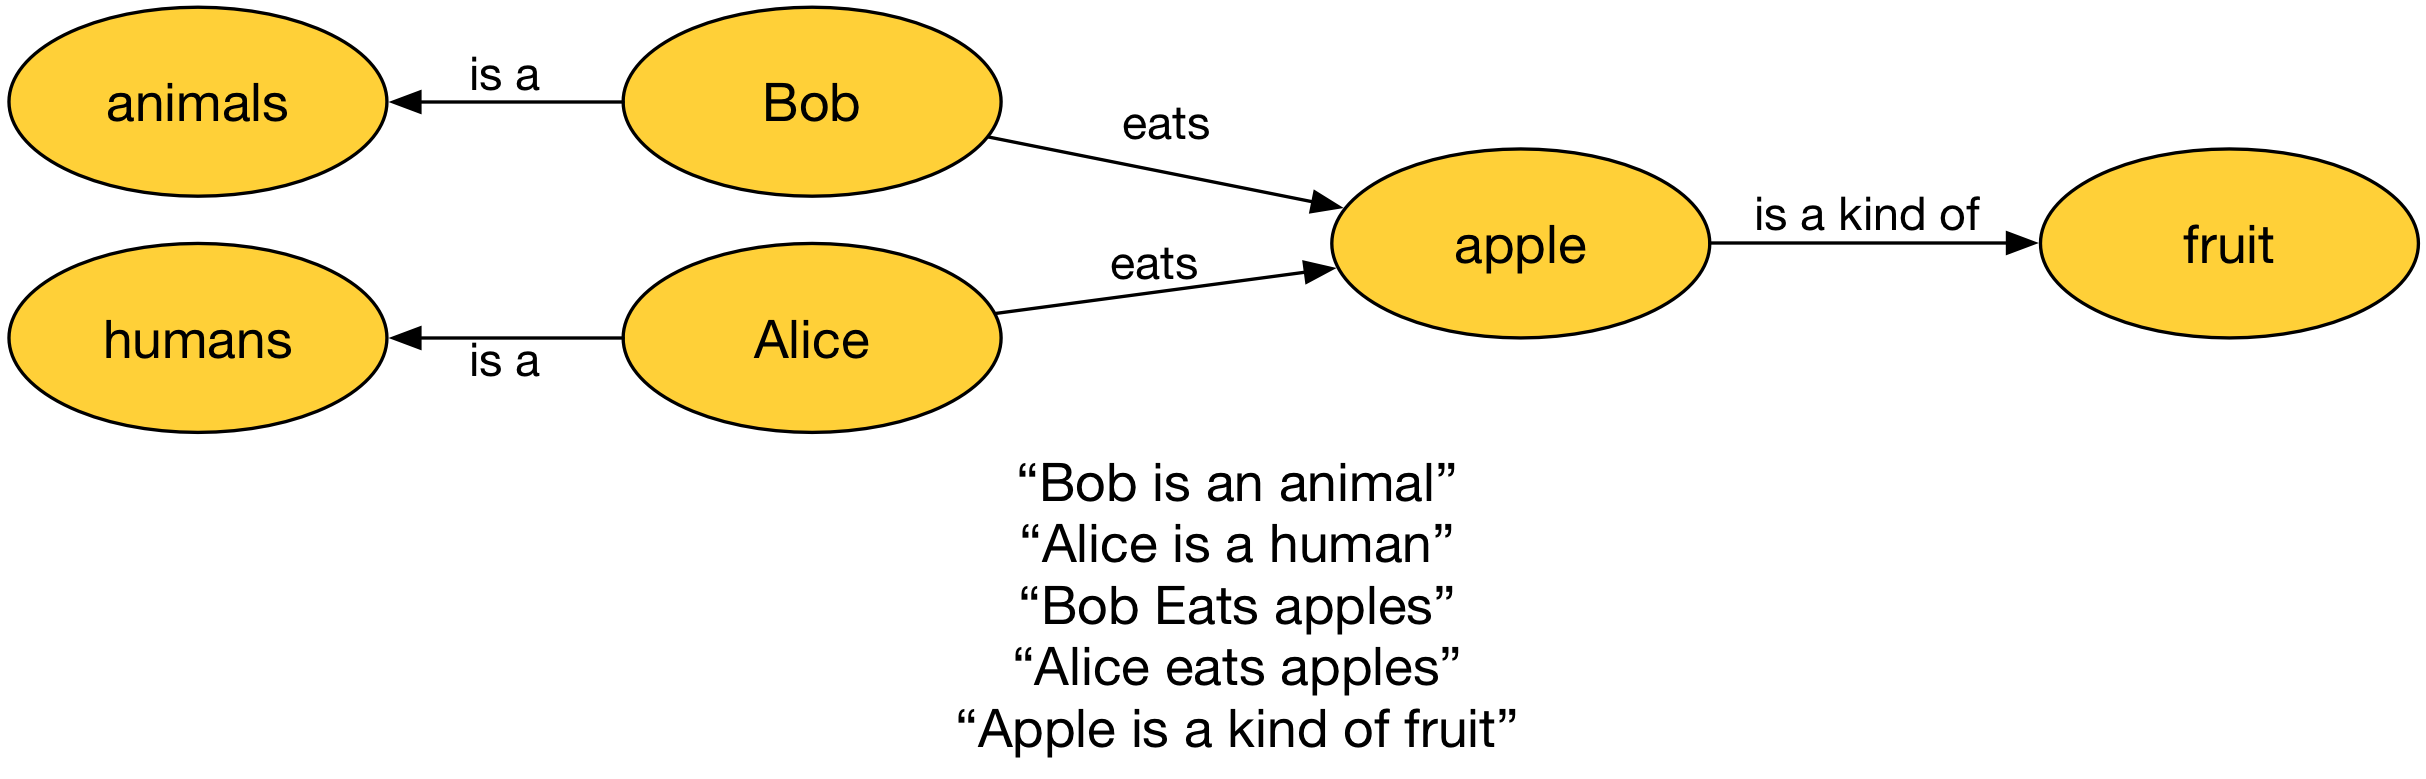 animals
is a
Bob
eats
apple
is a kind of
fruit
humans
is a
Alice
eats
“Bob is an animal”
“Alice is a human”
“Bob Eats apples”
“Alice eats apples”
“Apple is a kind of fruit”